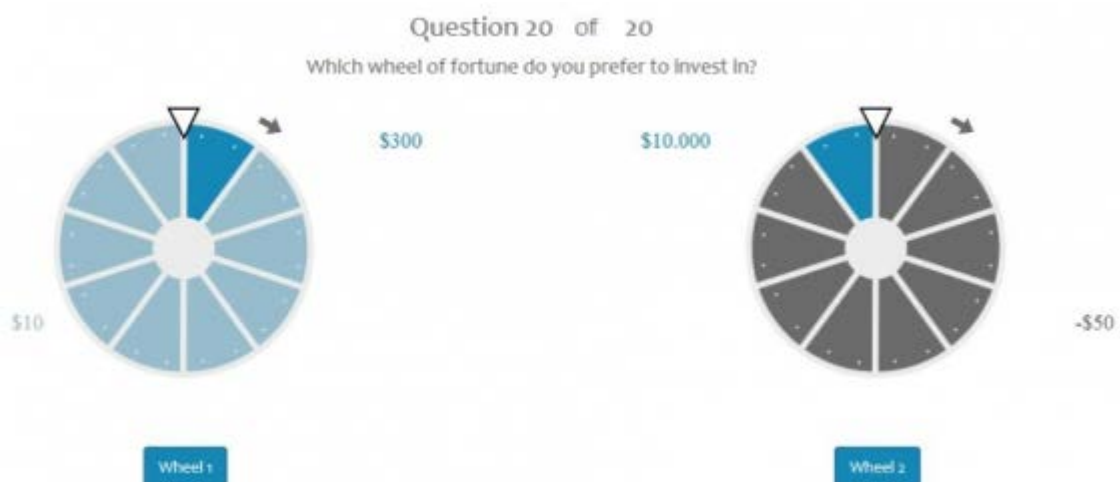 Question 20 of 20
Which wheel of fortune do you prefer to invest in?
$300
$10.000
$10
-$50
Wheel 1
Wheel 2